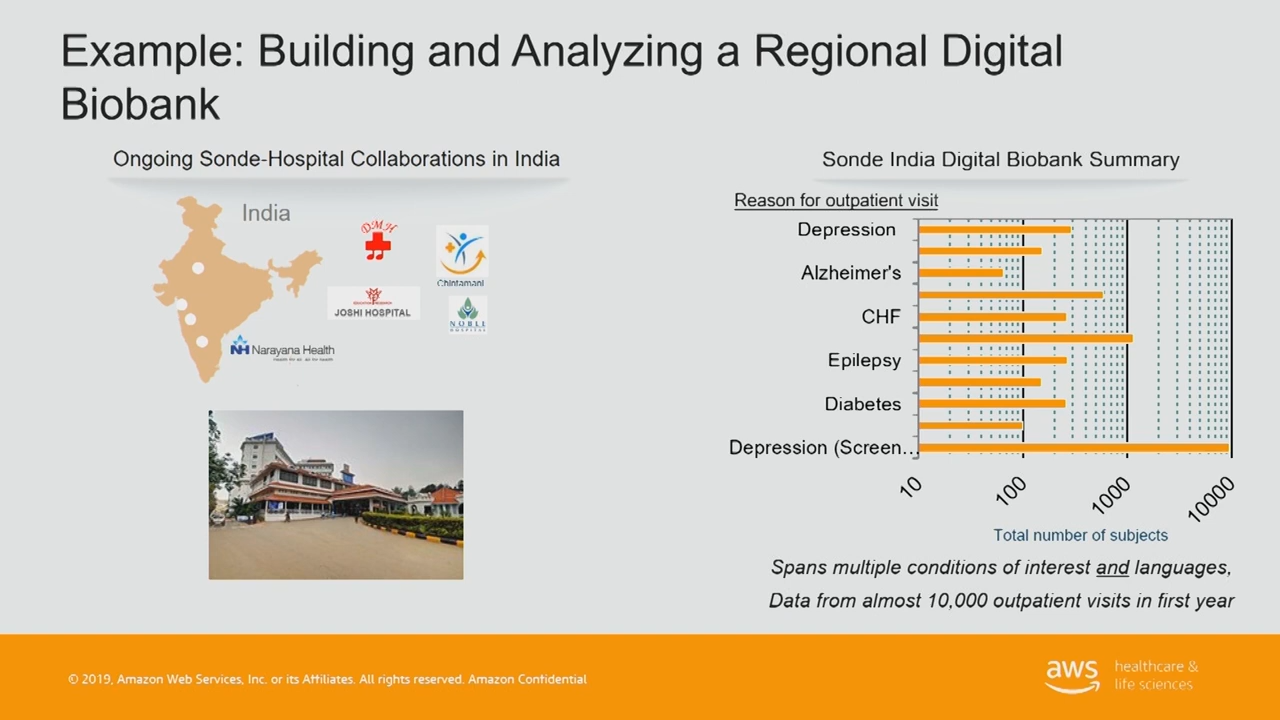 Example: Building and Analyzing a Regional Digital
Biobank
Ongoing Sonde-Hospital Collaborations in India
India
DMH
Chintamani
JOSHI HOSPITAL
NOBLE
HOSPITAL
NH Narayana Health
Sonde India Digital Biobank Summary
Reason for outpatient visit
Depression
Alzheimer's
CHF
Epilepsy
Diabetes
Depression (Screen...
10
100
1000
10000
Total number of subjects
Spans multiple conditions of interest and languages,
Data from almost 10,000 outpatient visits in first year
© 2019, Amazon Web Services, Inc. or its Affiliates. All rights reserved. Amazon Confidential
aws
healthcare &
life sciences